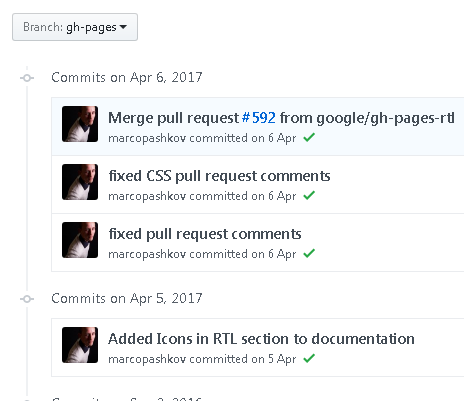 Branch: gh-pages
Commits on Apr 6, 2017
Merge pull request #592 from google/gh-pages-rtl
marcopashkov committed on 6 Apr
fixed CSS pull request comments
marcopashkov committed on 6 Apr
fixed pull request comments
marcopashkov committed on 6 Apr
Commits on Apr 5, 2017
Added Icons in RTL section to documentation
marcopashkov committed on 5 Apr
Commits on Sep